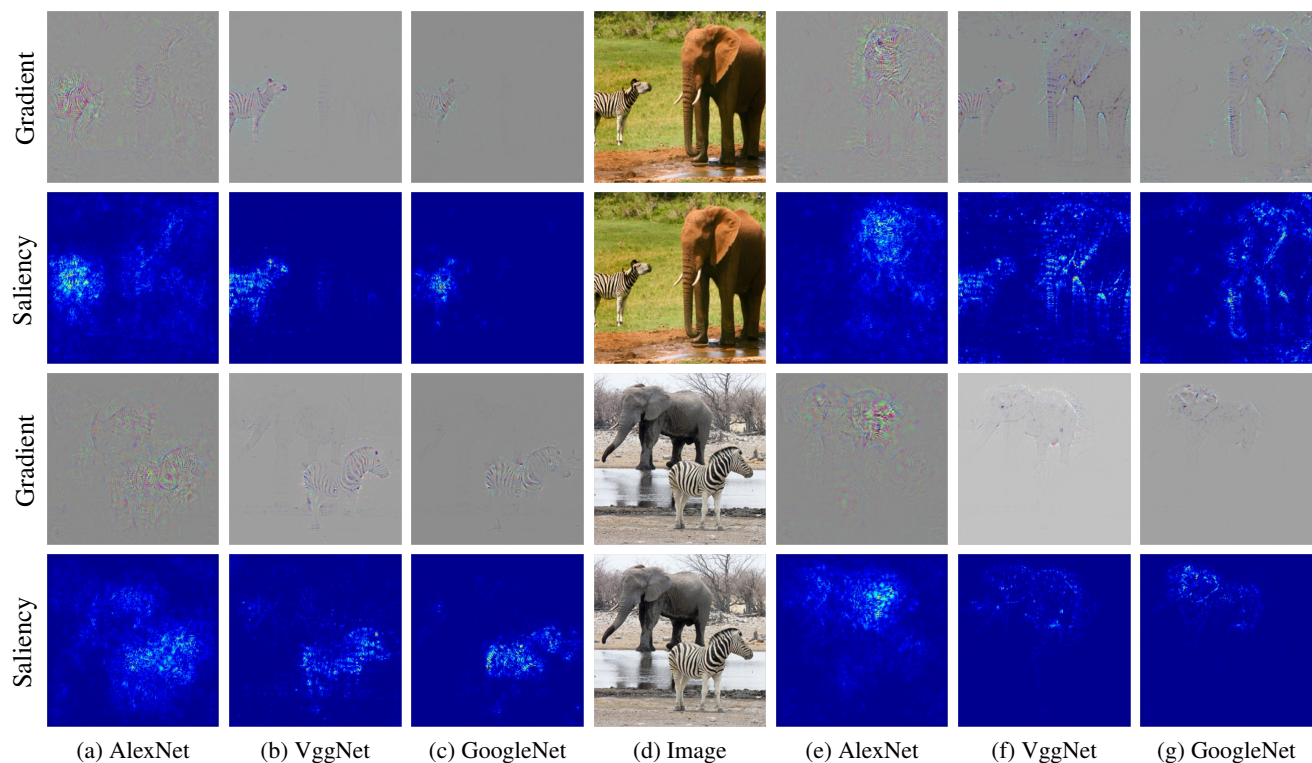 Gradient
Saliency
Gradient
Saliency
(a) AlexNet (b) VggNet (c) GoogleNet (d) Image (e) AlexNet (f) VggNet (g) GoogleNet